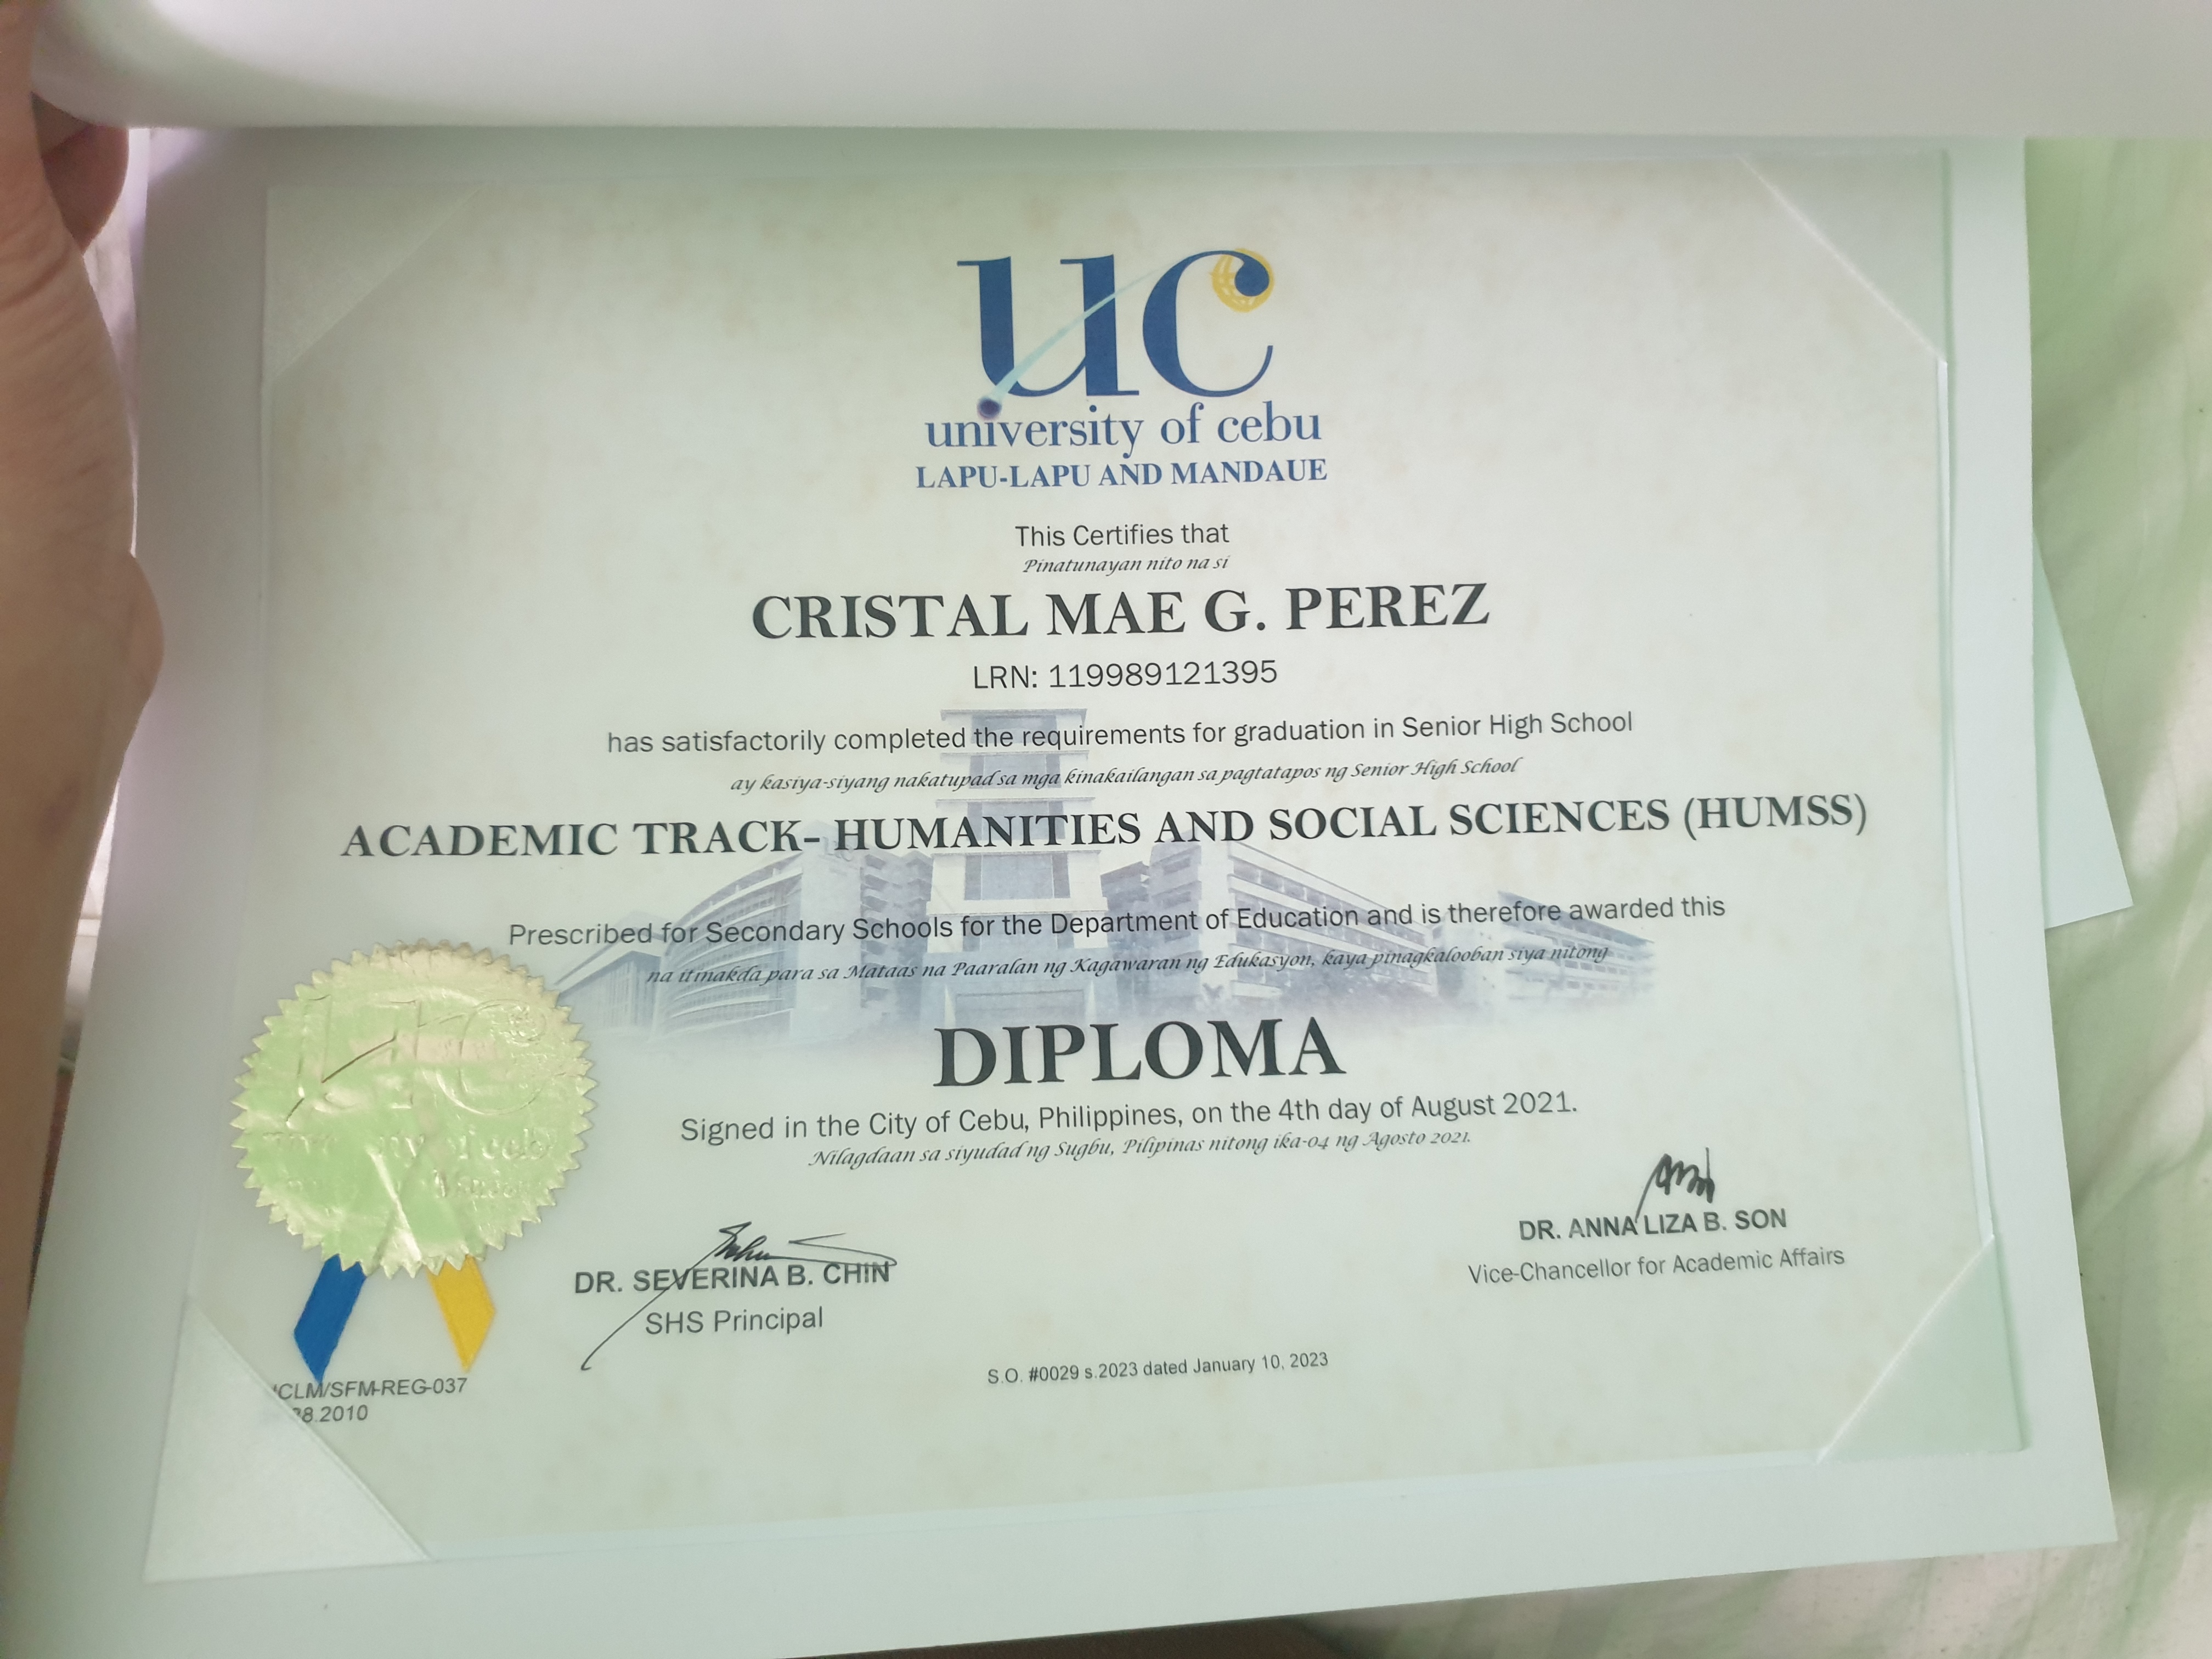 uc
university of cebu
LAPU-LAPU AND MANDAUE
This Certifies that
Pinatunayan nito na si
CRISTAL MAE G. PEREZ
LRN: 119989121395
has satisfactorily completed the requirements for graduation in Senior High School
ay kasiya-siyang nakatupad sa mga kinakailangan sa pagtatapos ng Senior High School
ACADEMIC TRACK- HUMANITIES AND SOCIAL SCIENCES (HUMSS)
Prescribed for Secondary Schools for the Department of Education and is therefore awarded this
na itinakda para sa Mataas na Paaralan ng Kagawaran ng Edukasyon, kaya pinagkalooban siya nitong
DIPLOMA
Signed in the City of Cebu, Philippines, on the 4th day of August 2021.
Nilagdaan sa siyudad ng Sugbu, Pilipinas nitong ika-04 ng Agosto 2021.
DR. SEVERINA B. CHIN
SHS Principal
DR. ANNA LIZA B. SON
Vice-Chancellor for Academic Affairs
S.O. #0029 s.2023 dated January 10, 2023
CLM/SFM-REG-037
8.2010